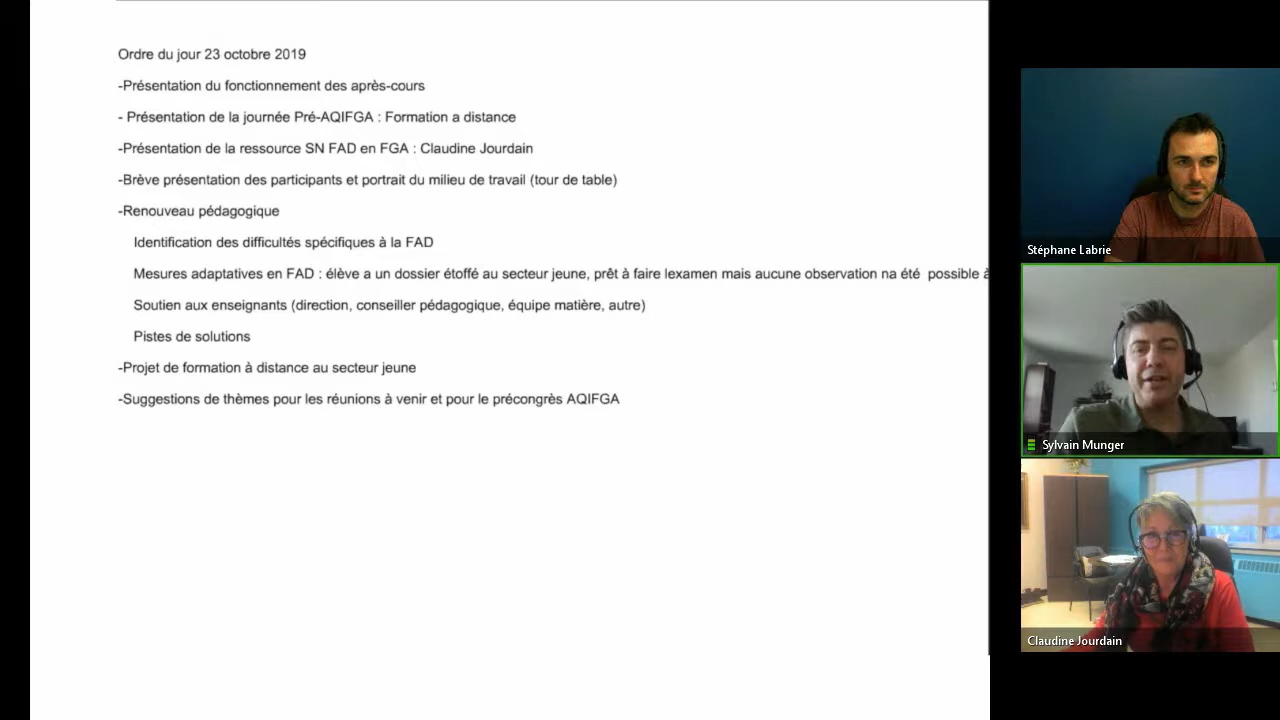 Ordre du jour 23 octobre 2019
-Présentation du fonctionnement des après-cours
- Présentation de la journée Pré-AQIFGA : Formation a distance
-Présentation de la ressource SN FAD en FGA : Claudine Jourdain
-Brève présentation des participants et portrait du milieu de travail (tour de table)
-Renouveau pédagogique
Identification des difficultés spécifiques à la FAD
Mesures adaptatives en FAD : élève a un dossier étoffé au secteur jeune, prêt à faire lexamen mais aucune observation na été possible à
Soutien aux enseignants (direction, conseiller pédagogique, équipe matière, autre)
Pistes de solutions
-Projet de formation à distance au secteur jeune
-Suggestions de thèmes pour les réunions à venir et pour le précongrès AQIFGA
Stéphane Labrie
Sylvain Munger
Claudine Jourdain